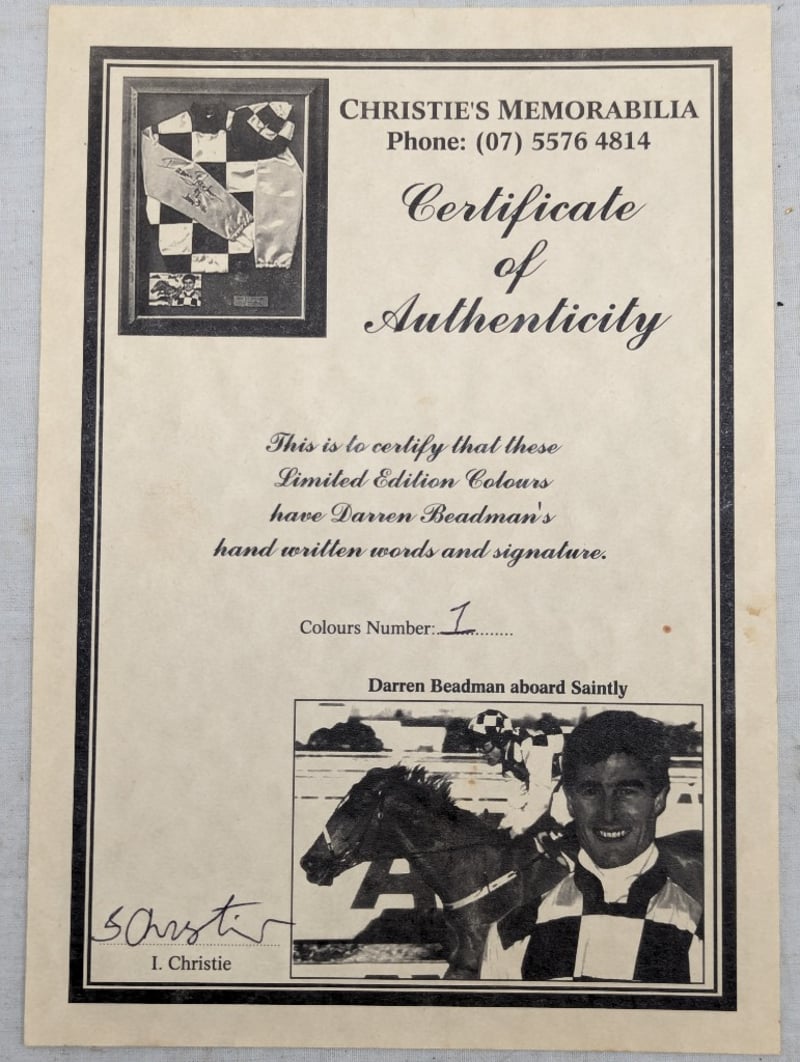 CHRISTIE'S MEMORABILIA
Phone: (07) 5576 4814
Certificate
of
Authenticity
This is to certify that these
Limited Edition Colours
have Darren Beadman's
hand written words and signature.
Colours Number:..1..........
Darren Beadman aboard Saintly
I. Christie